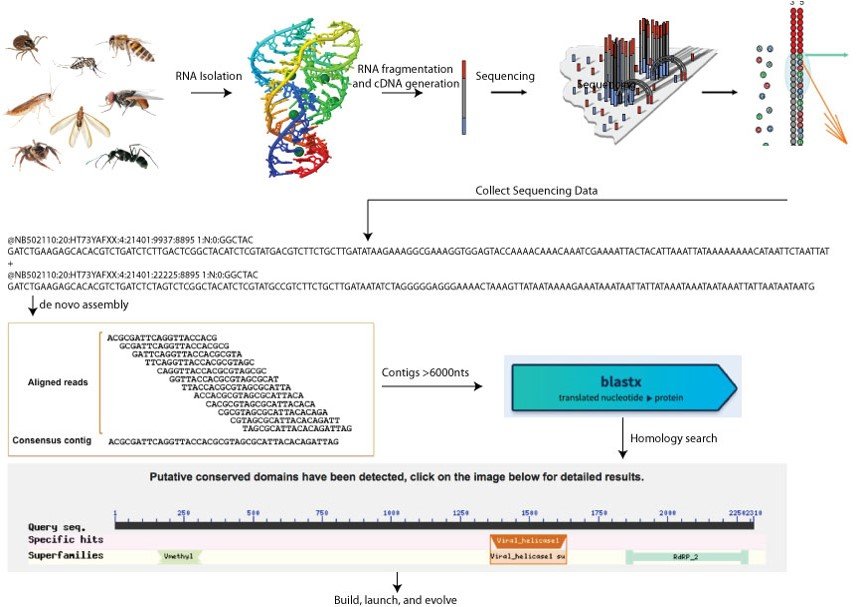 3' 5'
RNA Isolation
RNA fragmentation
and cDNA generation
Sequencing
Sequencing
Collect Sequencing Data
@NB502110:20:HT73YAFXX:4:21401:9937:8895 1:N:0:GGCTAC
GATCTGAAGAGCACACGTCTGATCTCTTGACTCGGCTACATCTCGTATGACGTCTTCTGCTTGATATAAGAAAGGCGAAAGGTGGAGTACCAAAACAAACAAATCGAAAATTACTACATTAAATTATAAAAAAAACATAATTCTAATTAT
+
@NB502110:20:HT73YAFXX:4:21401:22225:8895 1:N:0:GGCTAC
GATCTGAAGAGCACACGTCTGATCTCTAGTCTCGGCTACATCTCGTATGCCGTCTTCTGCTTGATAATATCTAGGGGGAGGGAAAACTAAAGTTATAATAAAAGAAATAAATAATTATTATAAATAAATAATAAATTATTAATAATAATG
de novo assembly
ACGCGATTCAGGTTACCACG
GCGATTCAGGTTACCACGCG
GATTCAGGTTACCACGCGTA
TTCAGGTTACCACGCGTAGC
CAGGTTACCACGCGTAGCGC
GGTTACCACGCGTAGCGCAT
Aligned reads
TTACCACGCGTAGCGCATTA
ACCACGCGTAGCGCATTACA
CACGCGTAGCGCATTACACA
CGCGTAGCGCATTACACAGA
CGTAGCGCATTACACAGATT
TAGCGCATTACACAGATTAG
Consensus contig ACGCGATTCAGGTTACCACGCGTAGCGCATTACACAGATTAG
Contigs >6000nts
blastx
translated nucleotide ▶ protein
Homology search
Putative conserved domains have been detected, click on the image below for detailed results.
1 250 500 750 1000 1250 1500 1750 2000 2250 2310
Query seq.
Specific hits Viral_helicase1
Superfamilies Vmethyl Viral_helicase1 su RdRP_2
Build, launch, and evolve